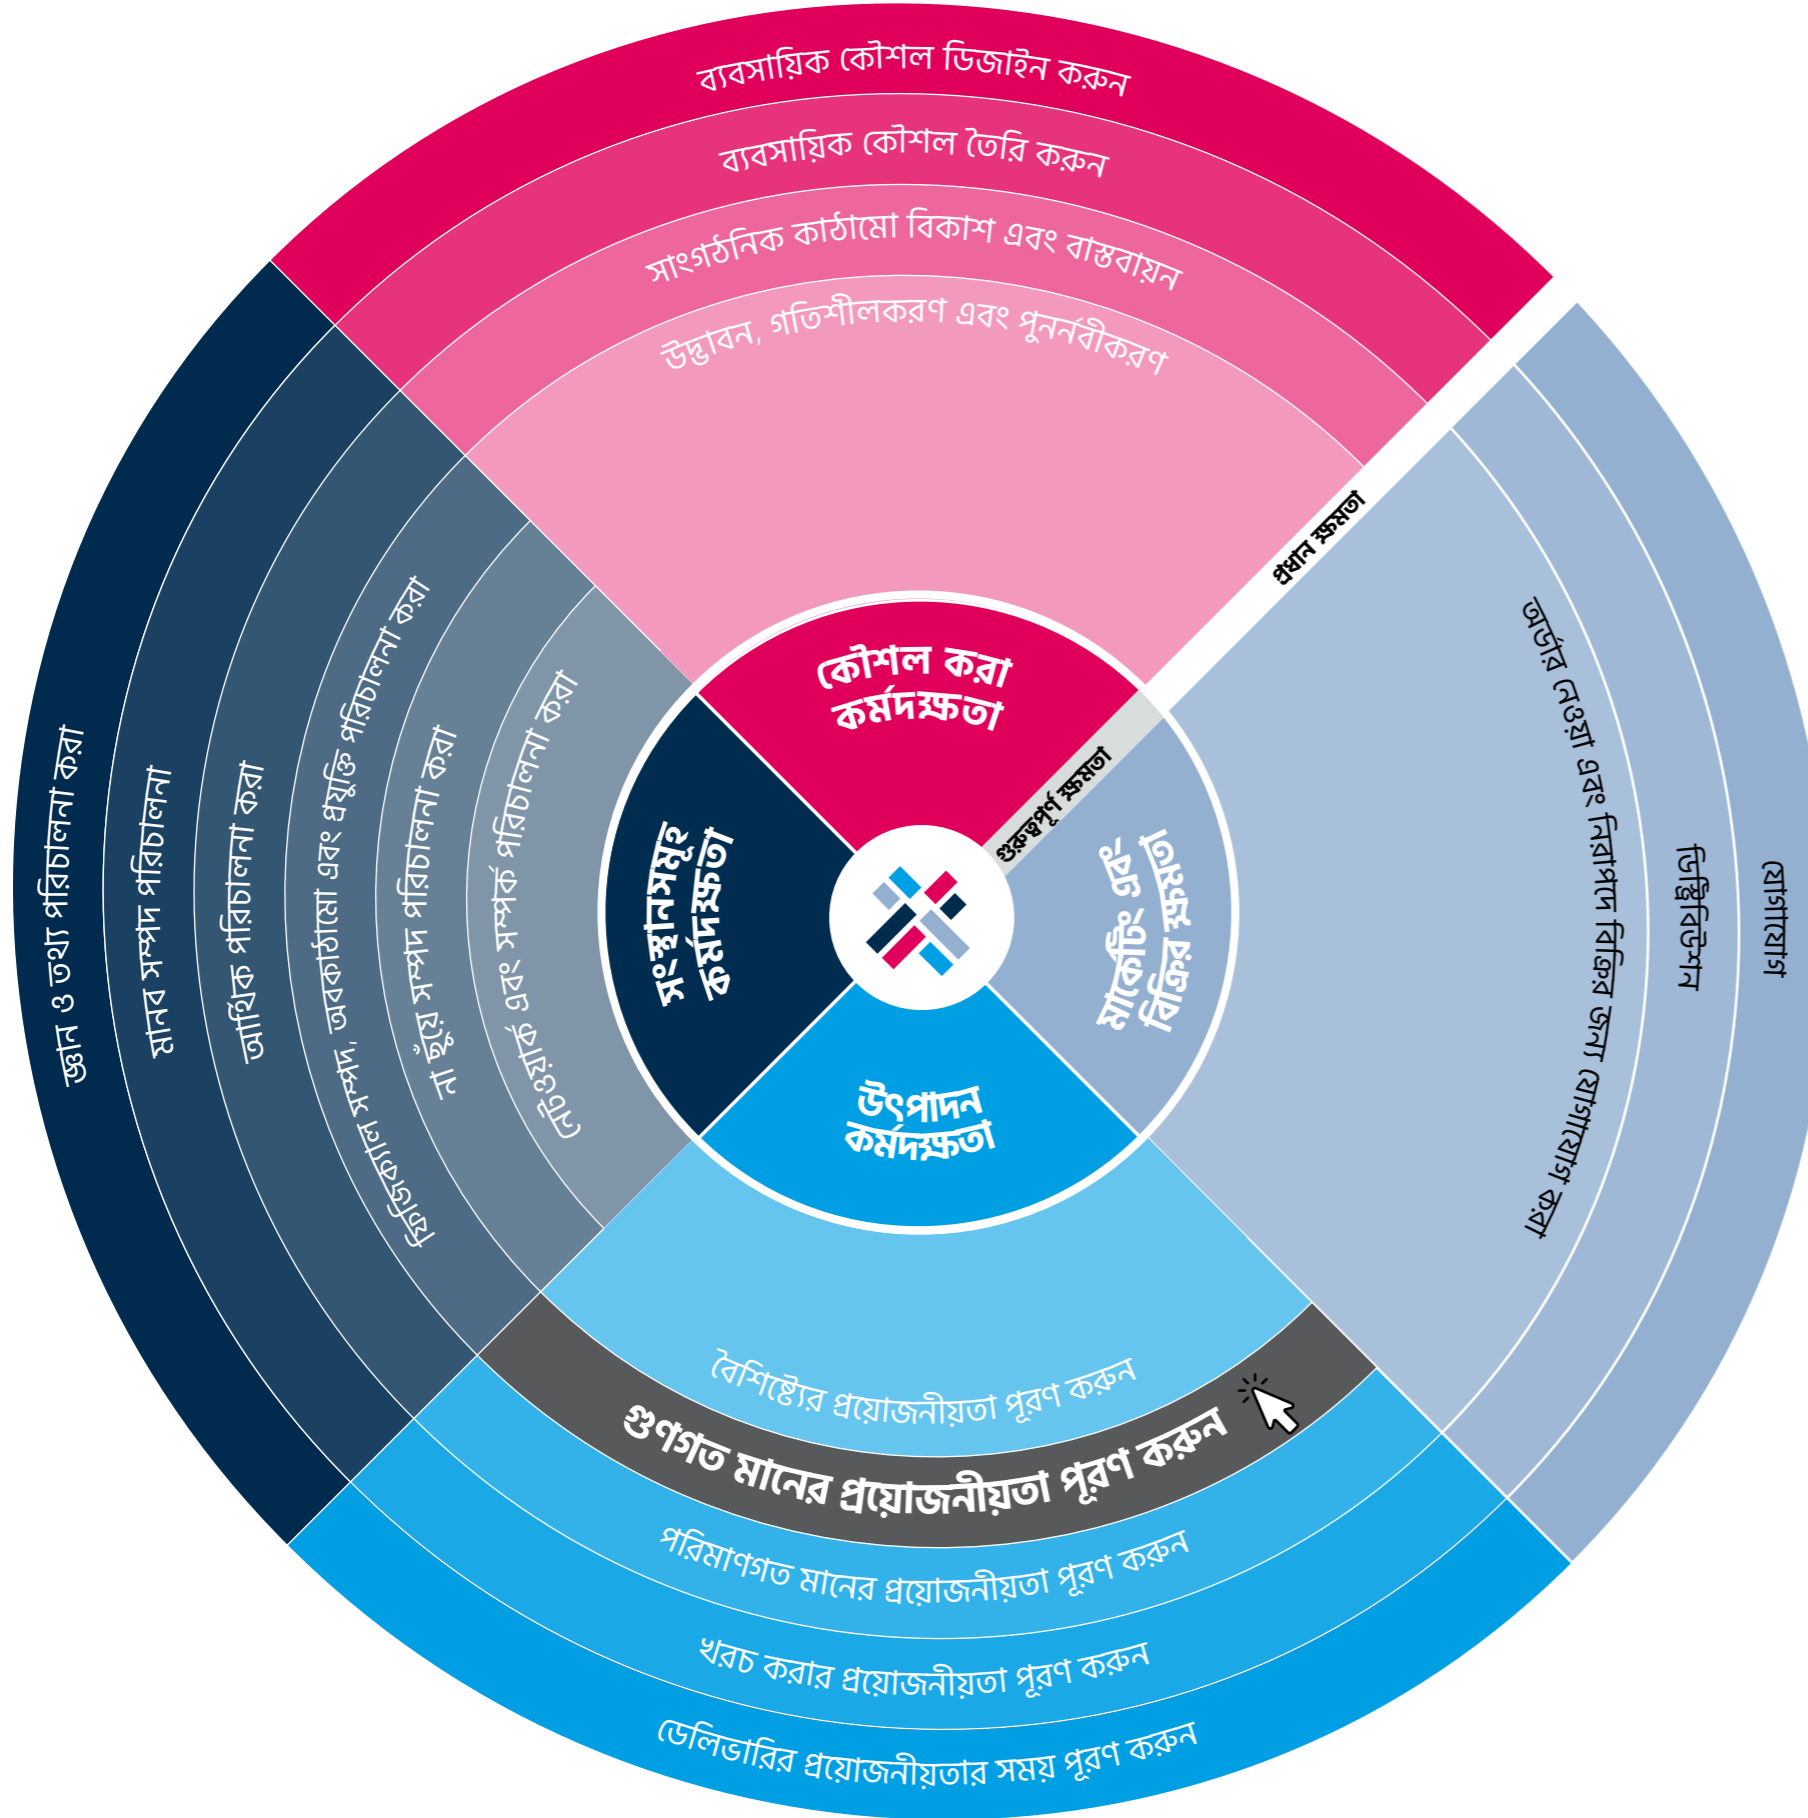 ব্যবসায়িক কৌশল ডিজাইন করুন
ব্যবসায়িক কৌশল তৈরি করুন
সাংগঠনিক কাঠামো বিকাশ এবং বাস্তবায়ন
উদ্ভাবন, গতিশীলকরণ এবং পুনর্নবীকরণ
কৌশল করা
কর্মদক্ষতা
প্রধান ক্ষমতা
গুরুত্বপূর্ণ ক্ষমতা
জ্ঞান ও তথ্য পরিচালনা করা
মানব সম্পদ পরিচালনা
আর্থিক পরিচালনা করা
ফিজিক্যাল সম্পদ, অবকাঠামো এবং প্রযুক্তি পরিচালনা করা
না ছুঁয়ে সম্পদ পরিচালনা করা
নেটওয়ার্ক এবং সম্পর্ক পরিচালনা করা
সংস্থানসমূহ
কর্মদক্ষতা
মার্কেটিং এবং
বিক্রির ক্ষমতা
অর্ডার নেওয়া এবং নিরাপদে বিক্রির জন্য যোগাযোগ করা
ডিস্ট্রিবিউশন
যোগাযোগ
উৎপাদন
কর্মদক্ষতা
বৈশিষ্ট্যের প্রয়োজনীয়তা পূরণ করুন
গুণগত মানের প্রয়োজনীয়তা পূরণ করুন
পরিমাণগত মানের প্রয়োজনীয়তা পূরণ করুন
খরচ করার প্রয়োজনীয়তা পূরণ করুন
ডেলিভারির প্রয়োজনীয়তার সময় পূরণ করুন